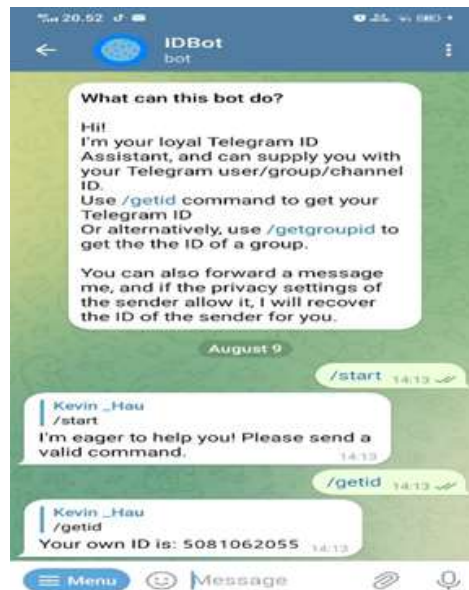 20.52
IDBot
bot
What can this bot do?
Hi!
I'm your loyal Telegram ID
Assistant, and can supply you with
your Telegram user/group/channel
ID.
Use /getid command to get your
Telegram ID
Or alternatively, use /getgroupid to
get the the ID of a group.
You can also forward a message
me, and if the privacy settings of
the sender allow it, I will recover
the ID of the sender for you.
August 9
/start 14:13
Kevin _Hau
/start
I'm eager to help you! Please send a
valid command.
14:13
/getid 14:13
Kevin _Hau
/getid
Your own ID is: 5081062055 14:13
Menu Message